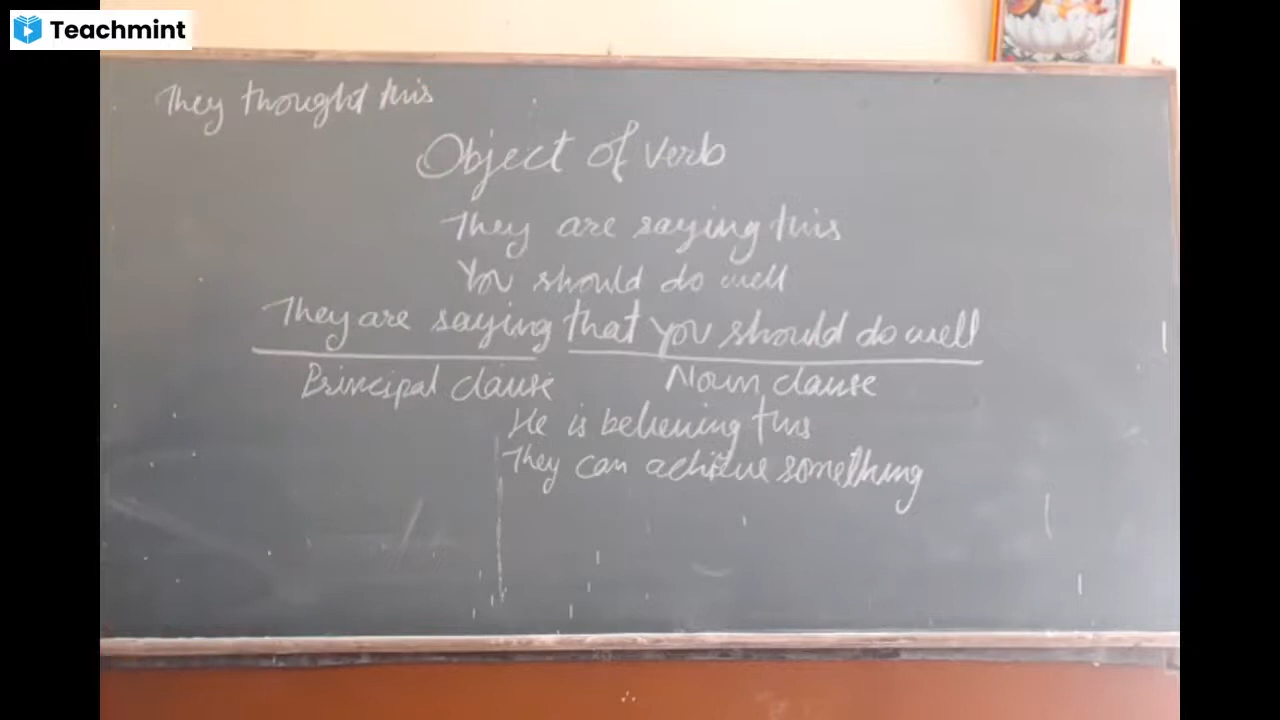 Teachmint
They thought this
Object of verb
They are saying this
You should do well
They are saying that you should do well
Principal clause Noun clause
He is believing this
They can achieve something